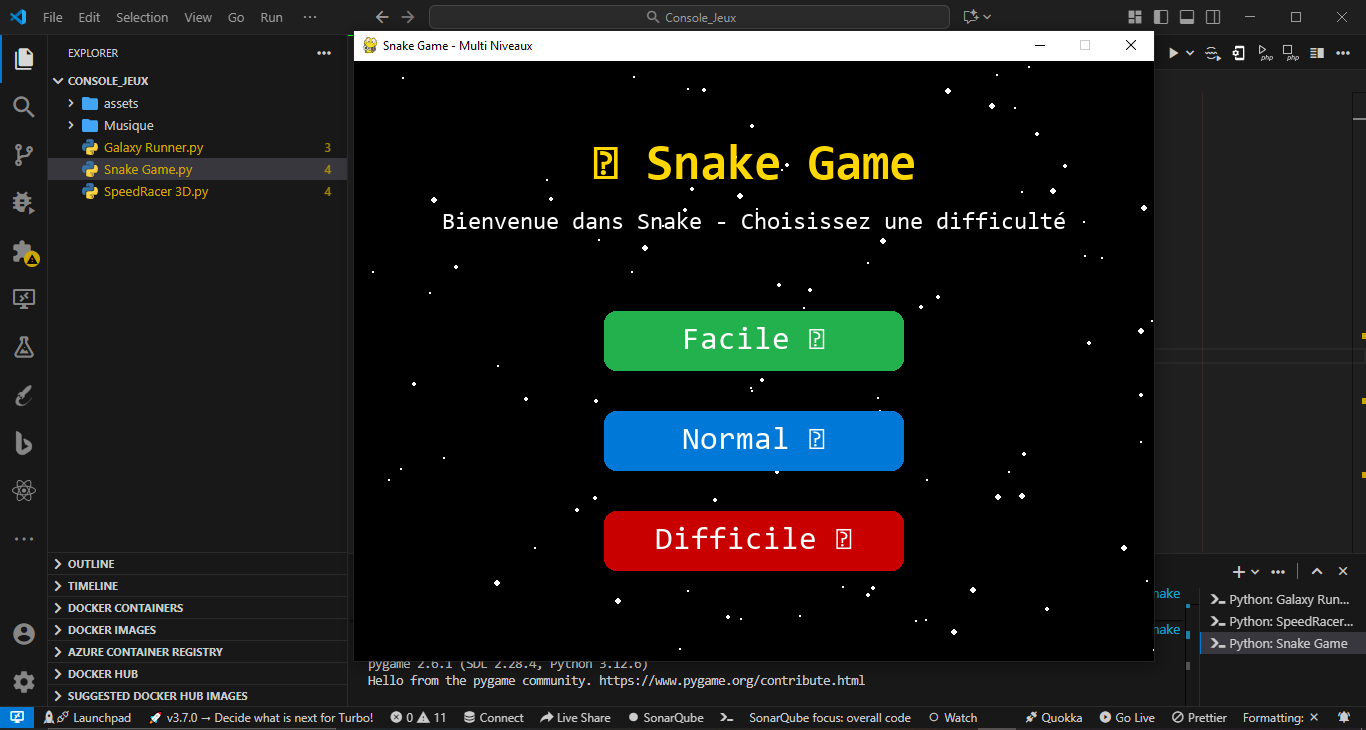 File Edit Selection View Go Run ···
Console_Jeux
EXPLORER
CONSOLE_JEUX
assets
Musique
Galaxy Runner.py 3
Snake Game.py 4
SpeedRacer 3D.py 4
OUTLINE
TIMELINE
DOCKER CONTAINERS
DOCKER IMAGES
AZURE CONTAINER REGISTRY
DOCKER HUB
SUGGESTED DOCKER HUB IMAGES
Snake Game - Multi Niveaux
Snake Game
Bienvenue dans Snake - Choisissez une difficulté
Facile
Normal
Difficile
php
php
Python: Galaxy Run...
Python: SpeedRacer...
Python: Snake Game
pygame 2.6.1 (SDL 2.28.4, Python 3.12.6)
Hello from the pygame community. https://www.pygame.org/contribute.html
Launchpad v3.7.0 → Decide what is next for Turbo! 0 11 Connect Live Share SonarQube SonarQube focus: overall code Watch Quokka Go Live Prettier Formatting: ×